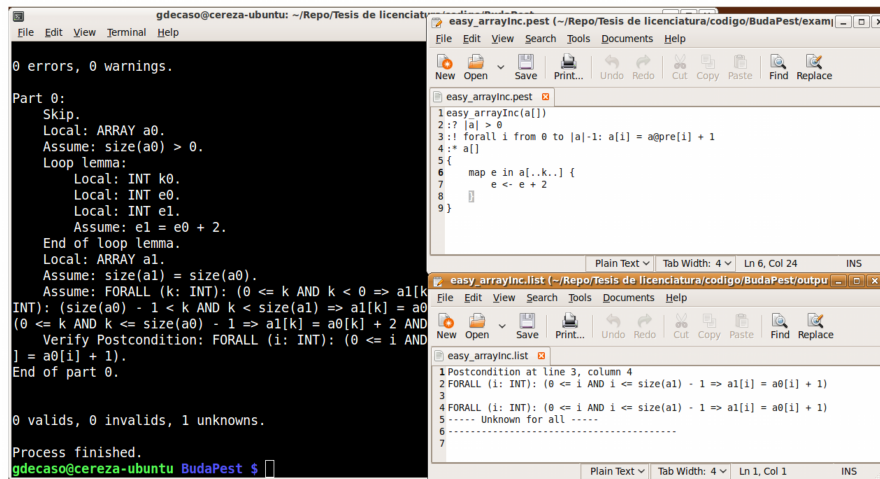 gdecaso@cereza-ubuntu: ~/Repo/Tesis de licenciatura/codigo/BudaPest
File Edit View Terminal Help
0 errors, 0 warnings.
Part 0:
Skip.
Local: ARRAY a0.
Assume: size(a0) > 0.
Loop lemma:
Local: INT k0.
Local: INT e0.
Local: INT e1.
Assume: e1 = e0 + 2.
End of loop lemma.
Local: ARRAY a1.
Assume: size(a1) = size(a0).
Assume: FORALL (k: INT): (0 <= k AND k < 0 => a1[k
INT): (size(a0) - 1 < k AND k < size(a1) => a1[k] = a0
(0 <= k AND k <= size(a0) - 1 => a1[k] = a0[k] + 2 AND
Verify Postcondition: FORALL (i: INT): (0 <= i AND
] = a0[i] + 1).
End of part 0.
0 valids, 0 invalids, 1 unknowns.
Process finished.
gdecaso@cereza-ubuntu BudaPest $
easy_arrayInc.pest (~/Repo/Tesis de licenciatura/codigo/BudaPest/examp
File Edit View Search Tools Documents Help
New Open Save Print... Undo Redo Cut Copy Paste Find Replace
easy_arrayInc.pest
1 easy_arrayInc(a[])
2 :? |a| > 0
3 :! forall i from 0 to |a|-1: a[i] = a@pre[i] + 1
4 :* a[]
5 {
6 map e in a[..k..] {
7 e <- e + 2
8 }
9 }
Plain Text Tab Width: 4 Ln 6, Col 24 INS
easy_arrayInc.list (~/Repo/Tesis de licenciatura/codigo/BudaPest/outpu
File Edit View Search Tools Documents Help
New Open Save Print... Undo Redo Cut Copy Paste Find Replace
easy_arrayInc.list
1 Postcondition at line 3, column 4
2 FORALL (i: INT): (0 <= i AND i <= size(a1) - 1 => a1[i] = a0[i] + 1)
3
4 FORALL (i: INT): (0 <= i AND i <= size(a1) - 1 => a1[i] = a0[i] + 1)
5 ----- Unknown for all -----
6 -----------------------------------------
7
Plain Text Tab Width: 4 Ln 1, Col 1 INS